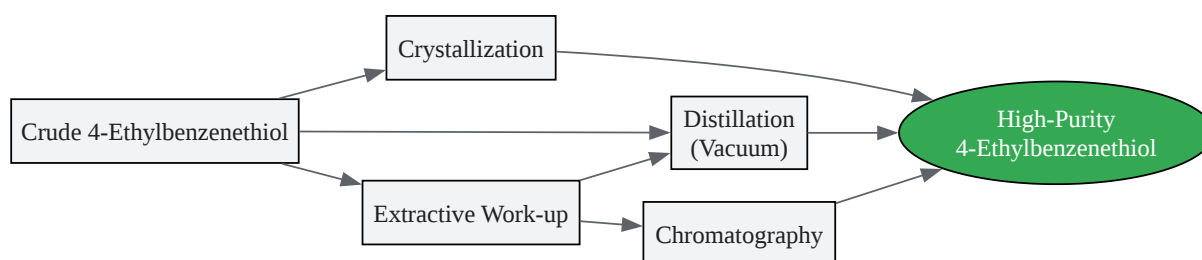 Crystallization
Crude 4-Ethylbenzenethiol
Distillation
(Vacuum)
High-Purity
4-Ethylbenzenethiol
Extractive Work-up
Chromatography